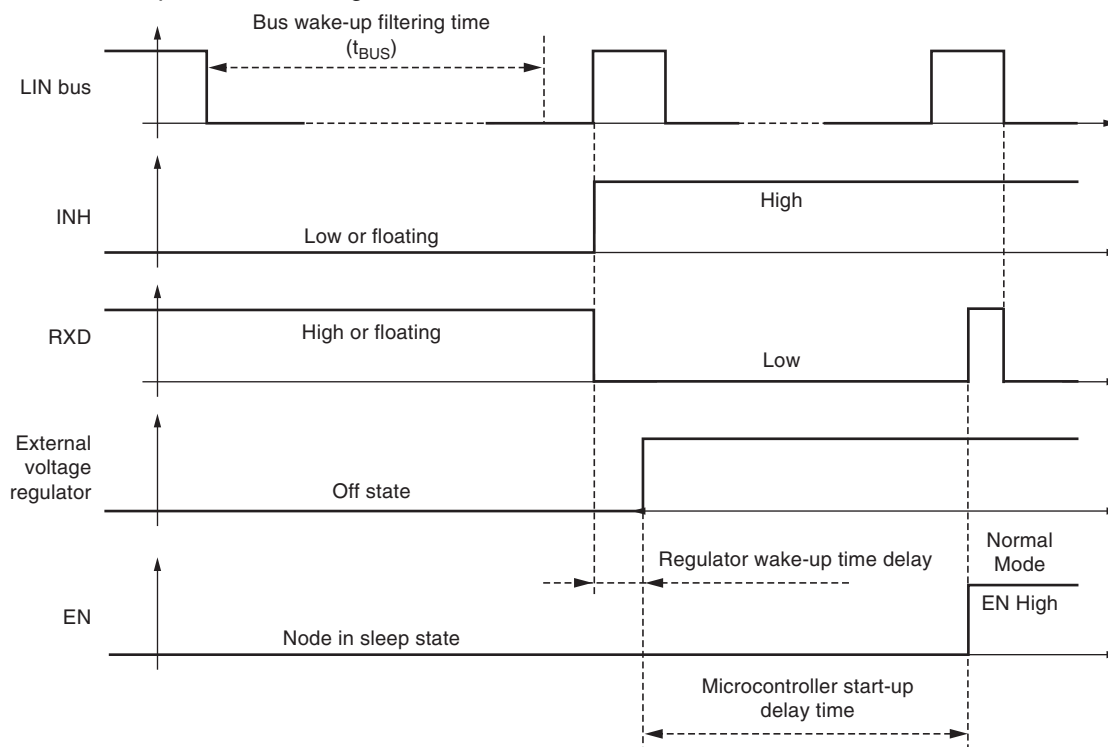 Bus wake-up filtering time
(tBUS)
LIN bus
INH
High
Low or floating
RXD
High or floating
Low
External
voltage
regulator
Off state
Regulator wake-up time delay
Normal
Mode
EN
EN High
Node in sleep state
Microcontroller start-up
delay time